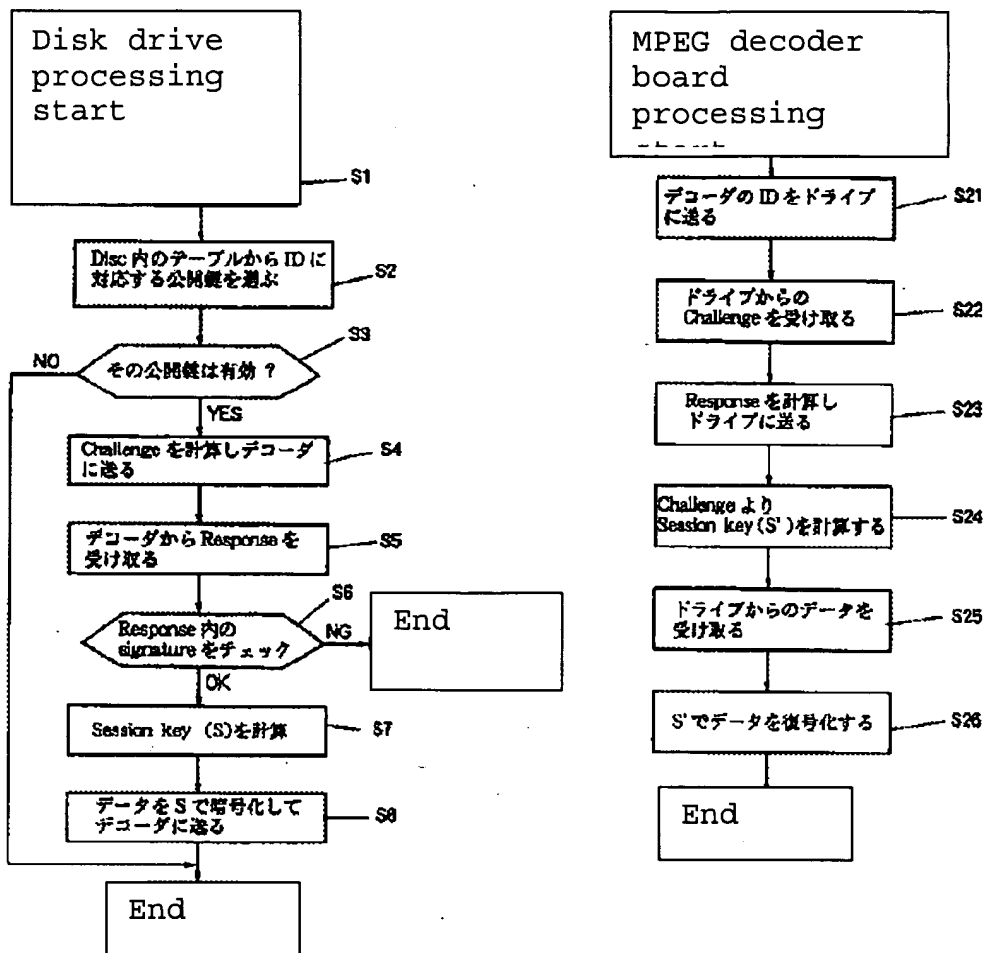 Disk drive
processing
start
S1
Disc 内のテーブルから ID に
対応する公開鍵を選ぶ
S2
その公開鍵は有効 ?
S3
NO
YES
Challenge を計算しデコーダ
に送る
S4
デコーダから Response を
受け取る
S5
Response 内の
signature をチェック
S6
NG
End
OK
Session key (S)を計算
S7
データを S で暗号化して
デコーダに送る
S8
End
MPEG decoder
board
processing
デコーダの ID をドライブ
に送る
S21
ドライブからの
Challenge を受け取る
S22
Response を計算し
ドライブに送る
S23
Challenge より
Session key (S')を計算する
S24
ドライブからのデータを
受け取る
S25
S' でデータを復号化する
S26
End